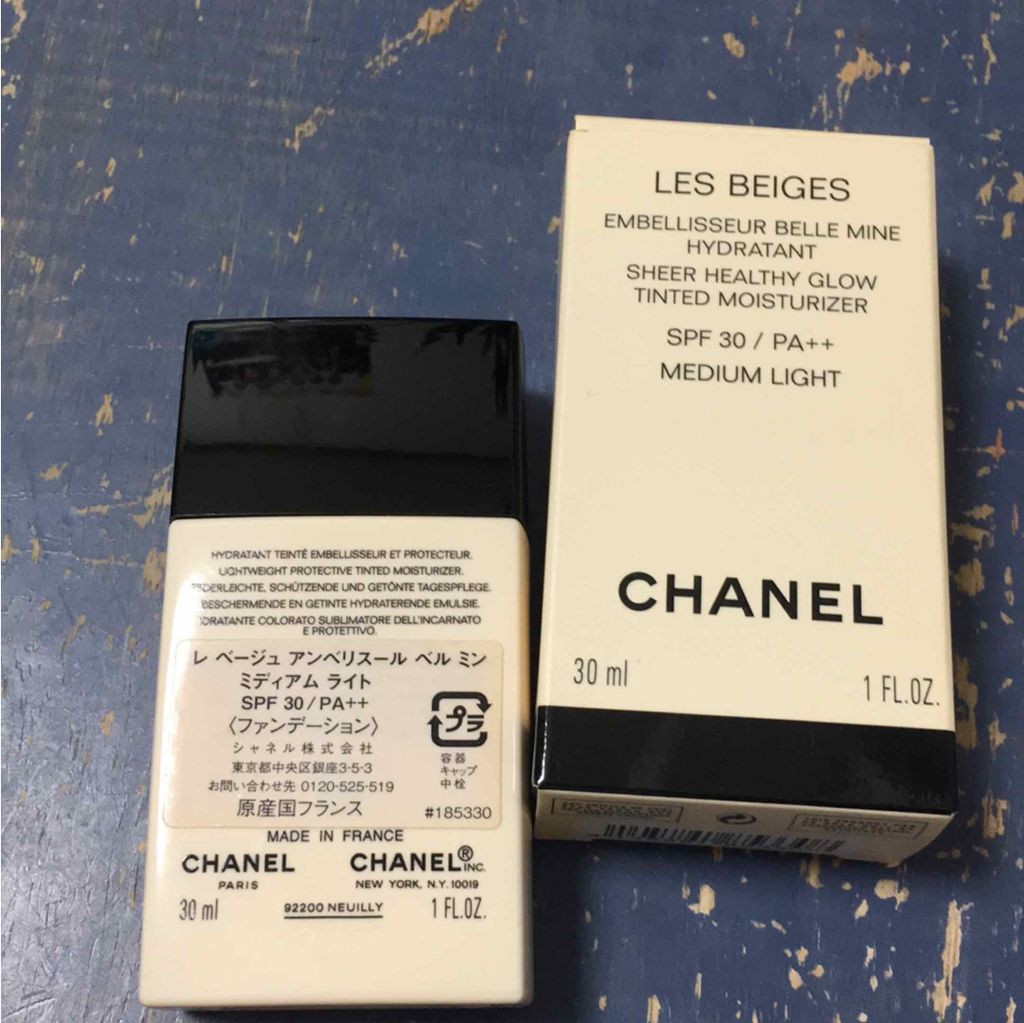 LES BEIGES
EMBELLISSEUR BELLE MINE
HYDRATANT
SHEER HEALTHY GLOW
TINTED MOISTURIZER
SPF 30 / PA++
MEDIUM LIGHT
CHANEL
30 ml
1 FL.OZ.
HYDRATANT TEINTÉ EMBELLISSEUR ET PROTECTEUR.
LIGHTWEIGHT PROTECTIVE TINTED MOISTURIZER.
SCHÜTZENDE UND GETÖNTE TAGESPFLEGE.
BESCHERMENDE EN GETINTE HYDRATERENDE EMULSIE.
COLORATO SUBLIMATORE DELL'INCARNATO
E PROTETTIVO.
レ ベージュ アンベリスール ベル ミン
ミディアム ライト
SPF 30/PA++
〈ファンデーション〉
シャネル株式会社
東京都中央区銀座3-5-3
お問い合わせ先 0120-525-519
原産国フランス
プラ
容器
キャップ
中栓
#185330
MADE IN FRANCE
CHANEL CHANEL® INC.
PARIS NEW YORK, N.Y. 10019
30 ml 92200 NEUILLY 1 FL.OZ.